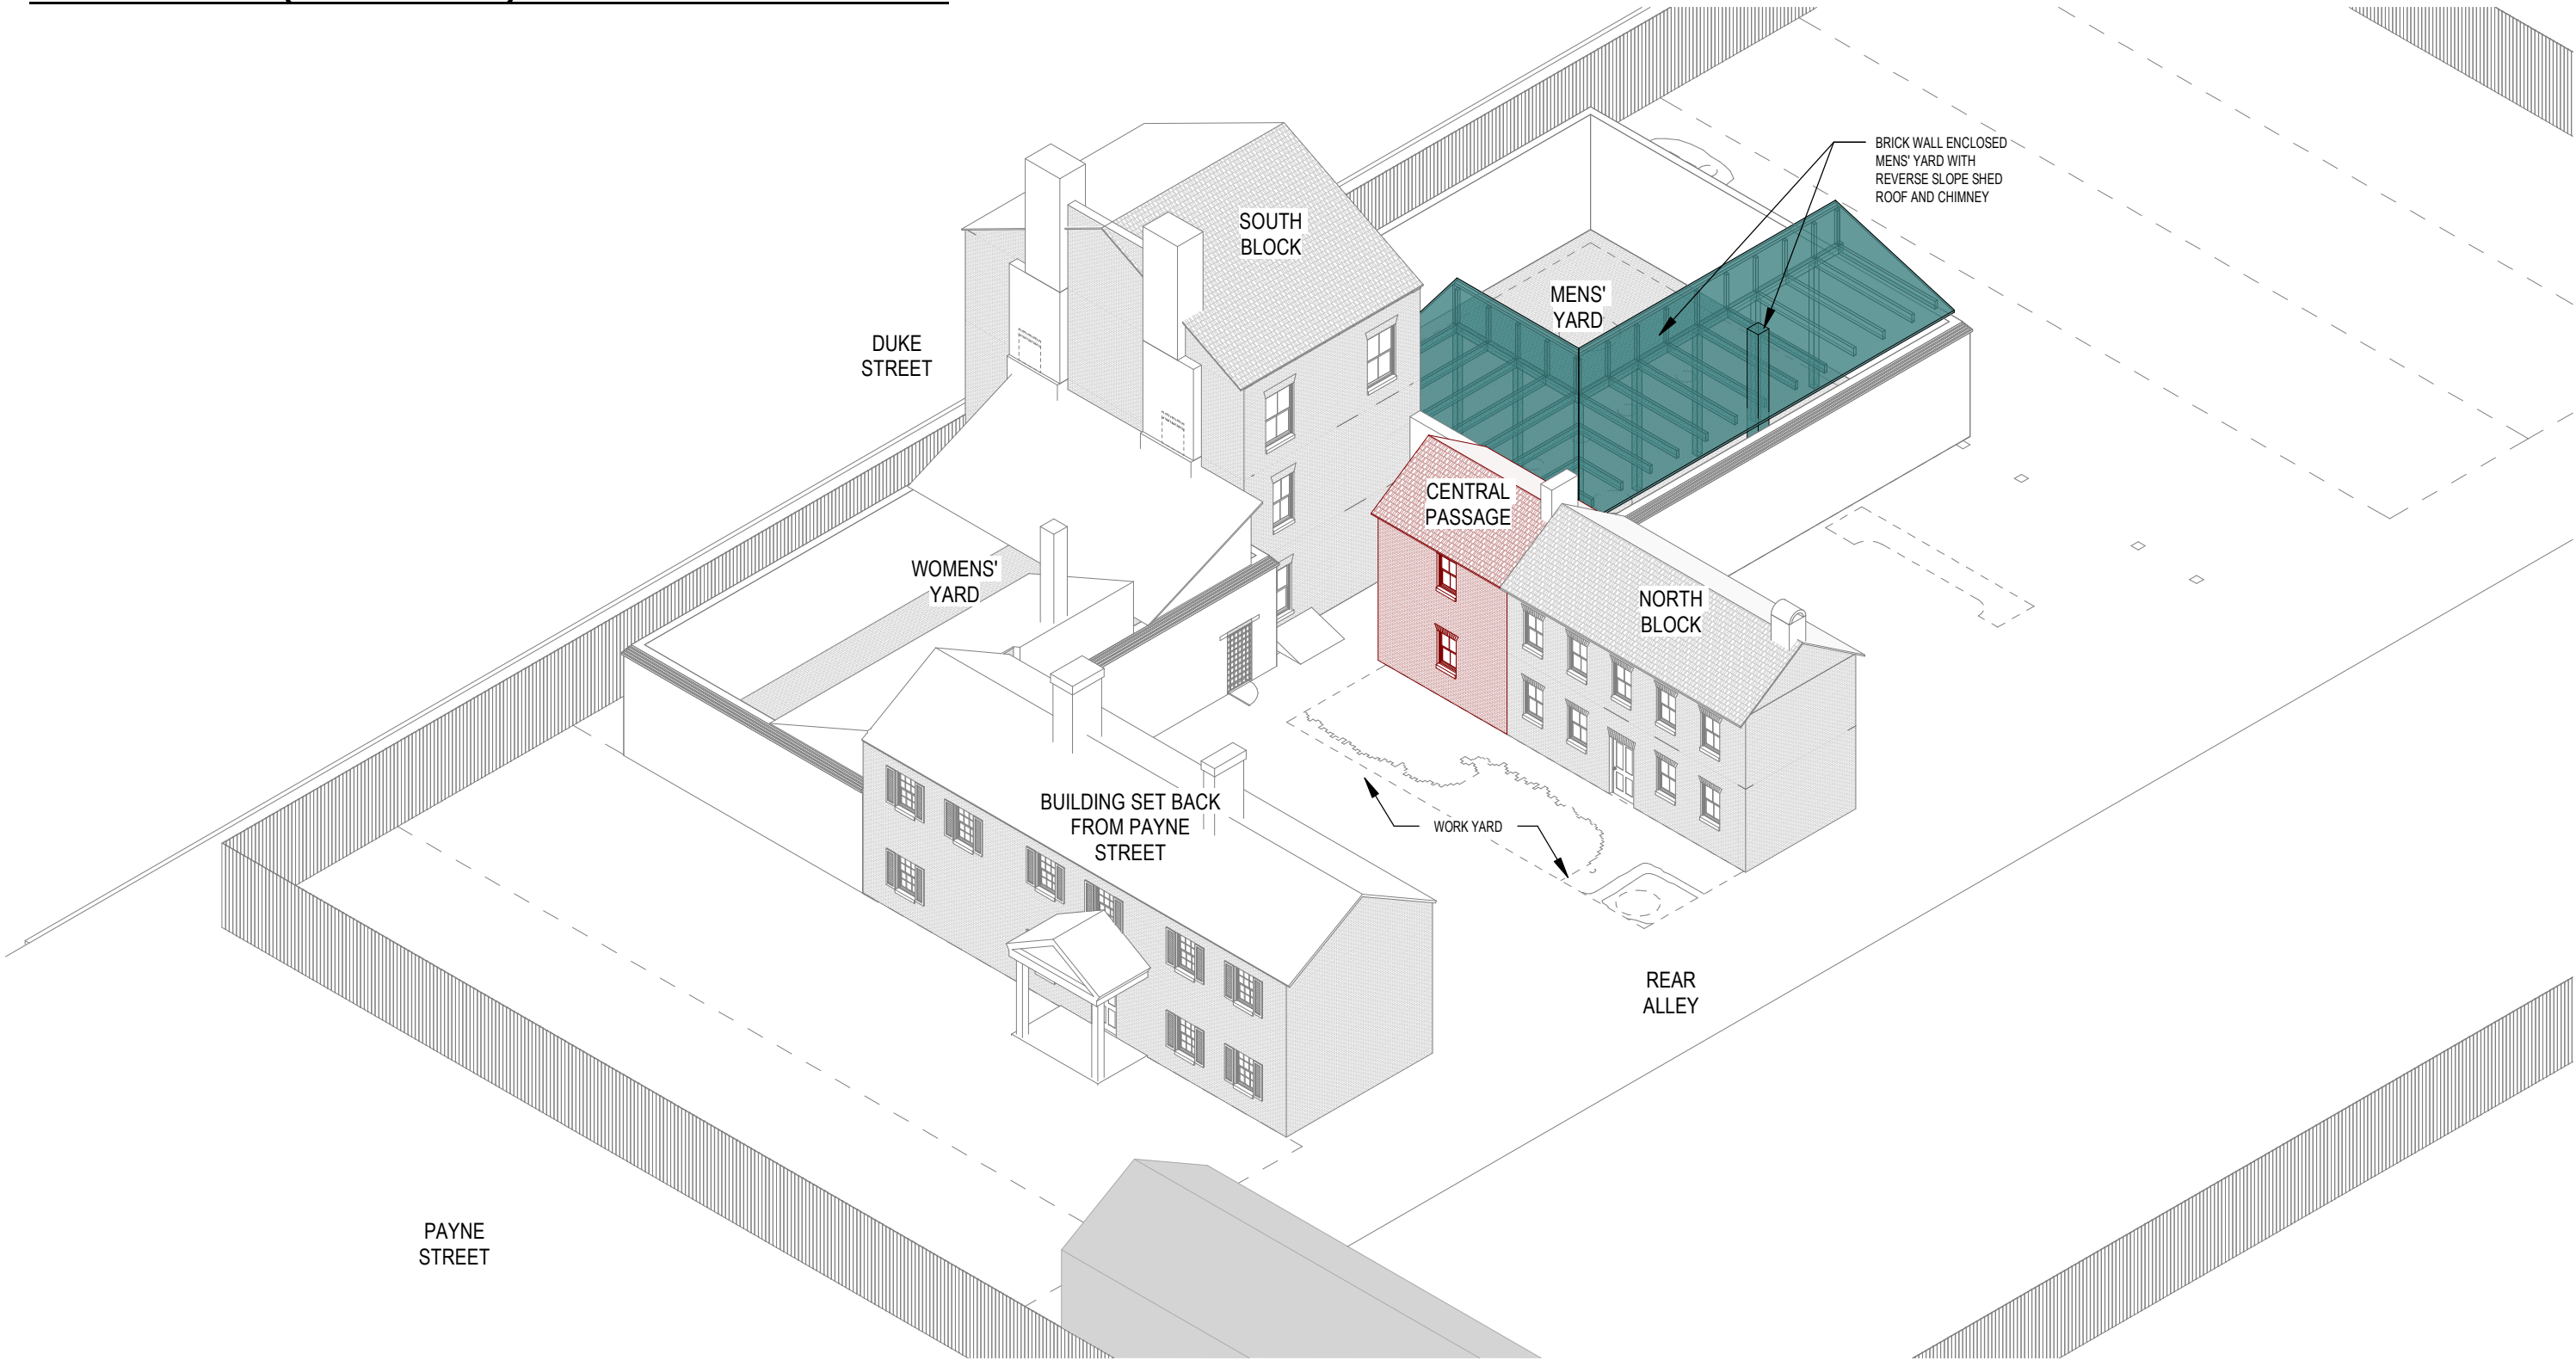 BRICK WALL ENCLOSED
MENS' YARD WITH
REVERSE SLOPE SHED
ROOF AND CHIMNEY
SOUTH
BLOCK
MENS'
YARD
DUKE
STREET
CENTRAL
PASSAGE
WOMENS'
YARD
NORTH
BLOCK
BUILDING SET BACK
FROM PAYNE
STREET
WORK YARD
REAR
ALLEY
PAYNE
STREET